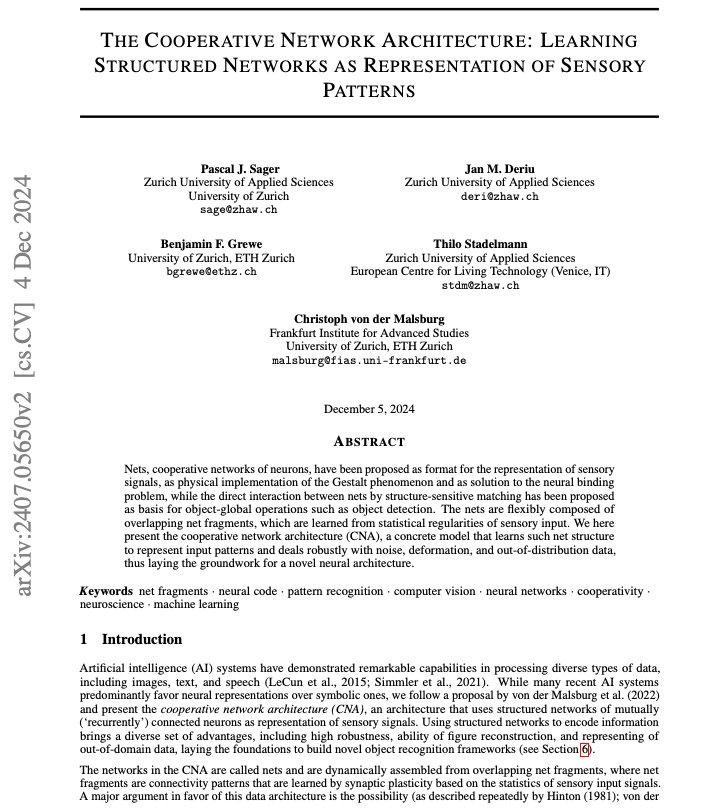 THE COOPERATIVE NETWORK ARCHITECTURE: LEARNING
STRUCTURED NETWORKS AS REPRESENTATION OF SENSORY
PATTERNS
Pascal J. Sager
Zurich University of Applied Sciences
University of Zurich
sage@zhaw.ch
Jan M. Deriu
Zurich University of Applied Sciences
deri@zhaw.ch
Benjamin F. Grewe
University of Zurich, ETH Zurich
bgrewe@ethz.ch
Thilo Stadelmann
Zurich University of Applied Sciences
European Centre for Living Technology (Venice, IT)
stdm@zhaw.ch
Christoph von der Malsburg
Frankfurt Institute for Advanced Studies
University of Zurich, ETH Zurich
malsburg@fias.uni-frankfurt.de
arXiv:2407.05650v2 [cs.CV] 4 Dec 2024
December 5, 2024
ABSTRACT
Nets, cooperative networks of neurons, have been proposed as format for the representation of sensory
signals, as physical implementation of the Gestalt phenomenon and as solution to the neural binding
problem, while the direct interaction between nets by structure-sensitive matching has been proposed
as basis for object-global operations such as object detection. The nets are flexibly composed of
overlapping net fragments, which are learned from statistical regularities of sensory input. We here
present the cooperative network architecture (CNA), a concrete model that learns such net structure
to represent input patterns and deals robustly with noise, deformation, and out-of-distribution data,
thus laying the groundwork for a novel neural architecture.
Keywords net fragments · neural code · pattern recognition · computer vision · neural networks · cooperativity ·
neuroscience · machine learning
1 Introduction
Artificial intelligence (AI) systems have demonstrated remarkable capabilities in processing diverse types of data,
including images, text, and speech (LeCun et al., 2015; Simmler et al., 2021). While many recent AI systems
predominantly favor neural representations over symbolic ones, we follow a proposal by von der Malsburg et al. (2022)
and present the cooperative network architecture (CNA), an architecture that uses structured networks of mutually
(‘recurrently’) connected neurons as representation of sensory signals. Using structured networks to encode information
brings a diverse set of advantages, including high robustness, ability of figure reconstruction, and representing of
out-of-domain data, laying the foundations to build novel object recognition frameworks (see Section 6).
The networks in the CNA are called nets and are dynamically assembled from overlapping net fragments, where net
fragments are connectivity patterns that are learned by synaptic plasticity based on the statistics of sensory input signals.
A major argument in favor of this data architecture is the possibility (as described repeatedly by Hinton (1981); von der